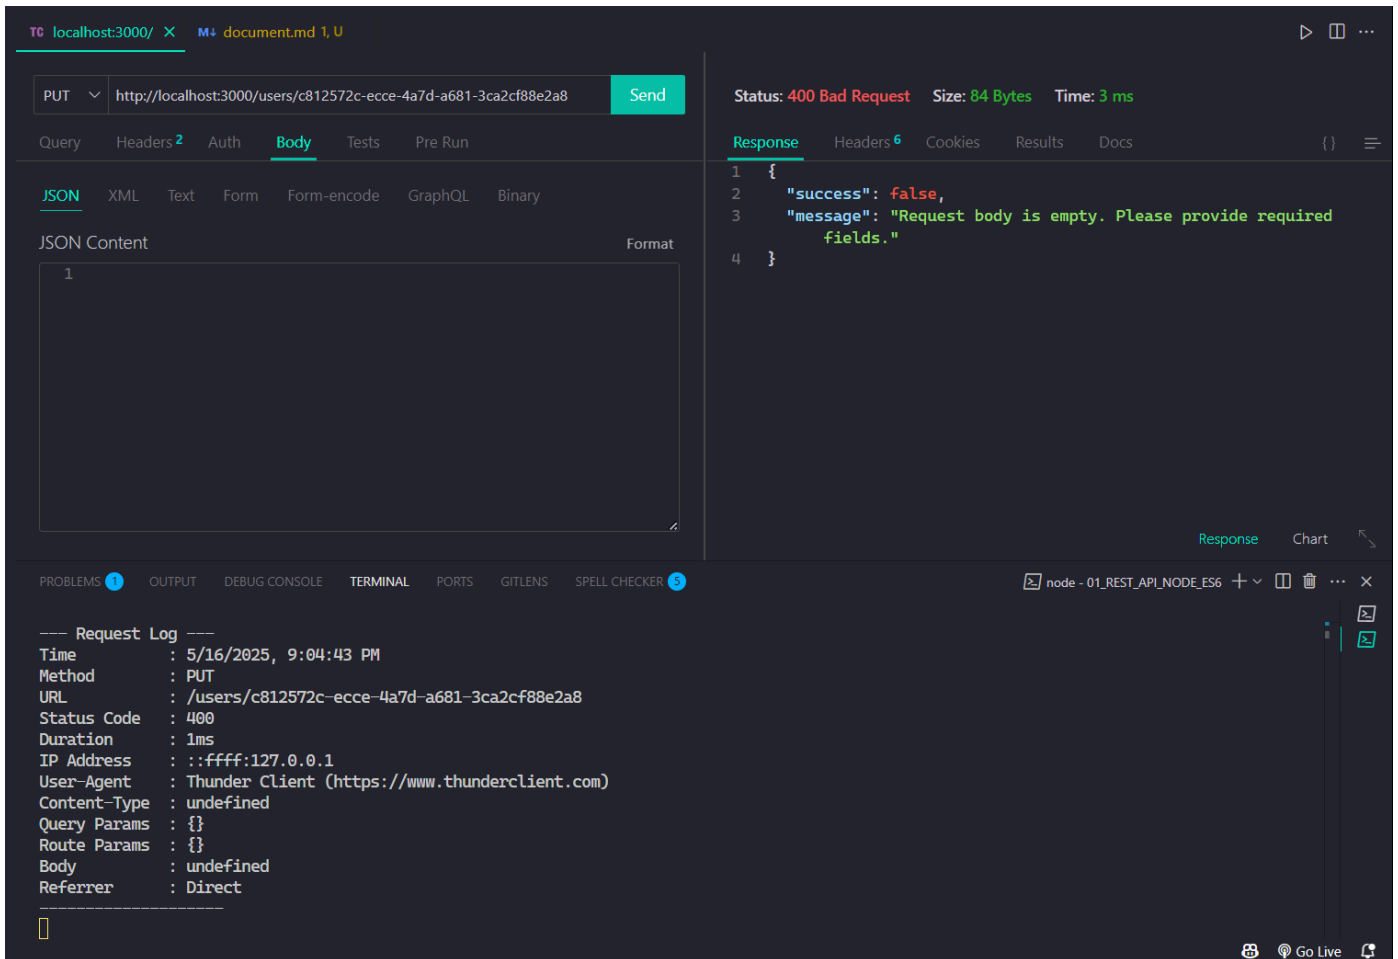 TC localhost:3000/ ×
M↓ document.md 1, U
PUT http://localhost:3000/users/c812572c-ecce-4a7d-a681-3ca2cf88e2a8 Send
Query Headers 2 Auth Body Tests Pre Run
JSON XML Text Form Form-encode GraphQL Binary
JSON Content Format
1
Status: 400 Bad Request Size: 84 Bytes Time: 3 ms
Response Headers 6 Cookies Results Docs {}
1 {
2 "success": false,
3 "message": "Request body is empty. Please provide required
fields."
4 }
Response Chart
PROBLEMS 1 OUTPUT DEBUG CONSOLE TERMINAL PORTS GITLENS SPELL CHECKER 5 node - 01_REST_API_NODE_ES6
--- Request Log ---
Time : 5/16/2025, 9:04:43 PM
Method : PUT
URL : /users/c812572c-ecce-4a7d-a681-3ca2cf88e2a8
Status Code : 400
Duration : 1ms
IP Address : ::ffff:127.0.0.1
User-Agent : Thunder Client (https://www.thunderclient.com)
Content-Type : undefined
Query Params : {}
Route Params : {}
Body : undefined
Referrer : Direct
--------------------
Go Live